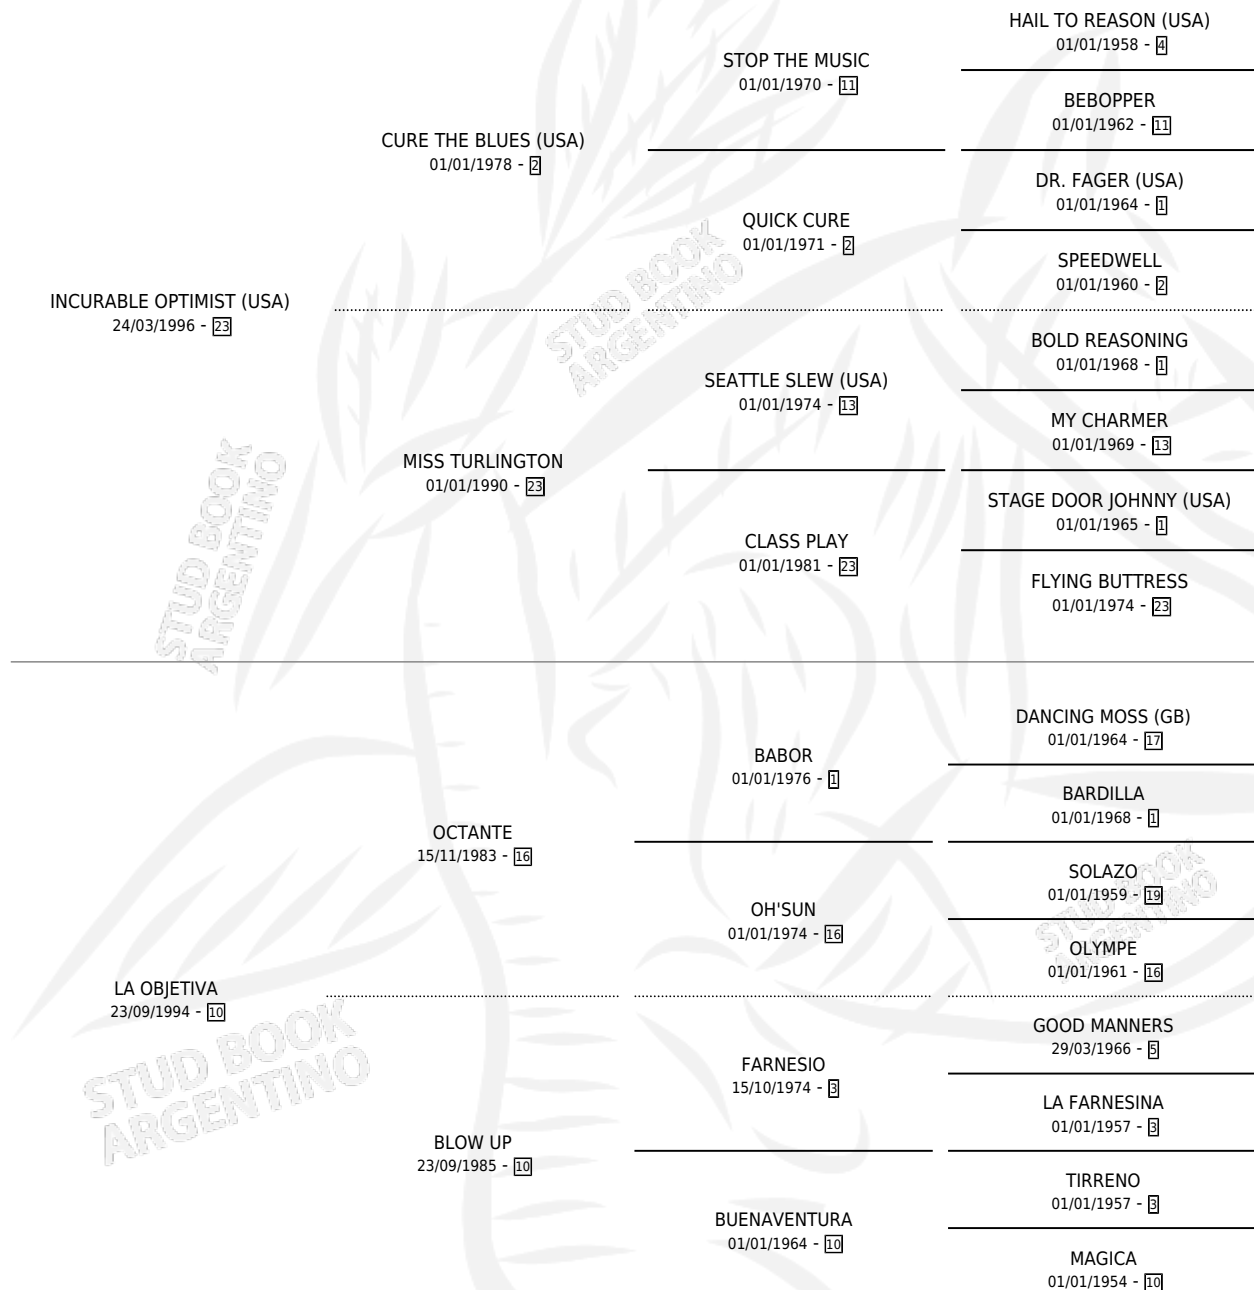 HAIL TO REASON (USA)
01/01/1958 - 4
STOP THE MUSIC
01/01/1970 - 11
BEBOPPER
01/01/1962 - 11
CURE THE BLUES (USA)
01/01/1978 - 2
DR. FAGER (USA)
01/01/1964 - 1
QUICK CURE
01/01/1971 - 2
SPEEDWELL
01/01/1960 - 2
INCURABLE OPTIMIST (USA)
24/03/1996 - 23
BOLD REASONING
01/01/1968 - 1
SEATTLE SLEW (USA)
01/01/1974 - 13
MY CHARMER
01/01/1969 - 13
MISS TURLINGTON
01/01/1990 - 23
STAGE DOOR JOHNNY (USA)
01/01/1965 - 1
CLASS PLAY
01/01/1981 - 23
FLYING BUTTRESS
01/01/1974 - 23
DANCING MOSS (GB)
01/01/1964 - 17
BABOR
01/01/1976 - 1
BARDILLA
01/01/1968 - 1
OCTANTE
15/11/1983 - 16
SOLAZO
01/01/1959 - 19
OH'SUN
01/01/1974 - 16
OLYMPE
01/01/1961 - 16
LA OBJETIVA
23/09/1994 - 10
GOOD MANNERS
29/03/1966 - 5
FARNESIO
15/10/1974 - 3
LA FARNESINA
01/01/1957 - 3
BLOW UP
23/09/1985 - 10
TIRRENO
01/01/1957 - 3
BUENAVENTURA
01/01/1964 - 10
MAGICA
01/01/1954 - 10
STUD BOOK
ARGENTINO
STUD BOOK
ARGENTINO
STUD BOOK
ARGENTINO
STUD BOOK
ARGENTINO